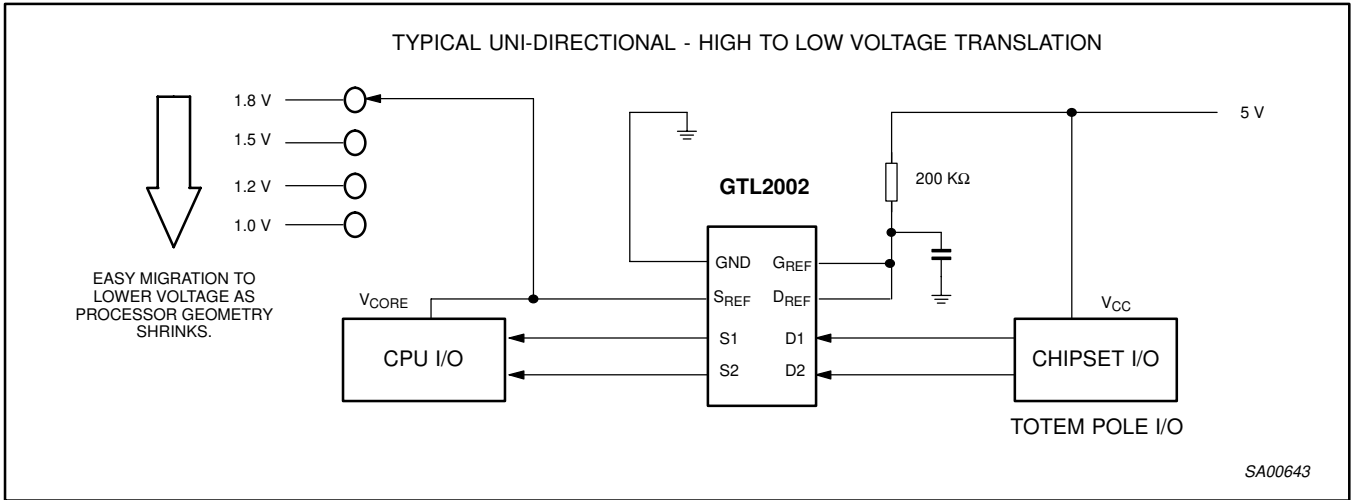 TYPICAL UNI-DIRECTIONAL - HIGH TO LOW VOLTAGE TRANSLATION
1.8 V
1.5 V
1.2 V
1.0 V
EASY MIGRATION TO
LOWER VOLTAGE AS
PROCESSOR GEOMETRY
SHRINKS.
5 V
200 KΩ
GTL2002
GND GREF
SREF DREF
S1 D1
S2 D2
VCORE
CPU I/O
VCC
CHIPSET I/O
TOTEM POLE I/O
SA00643